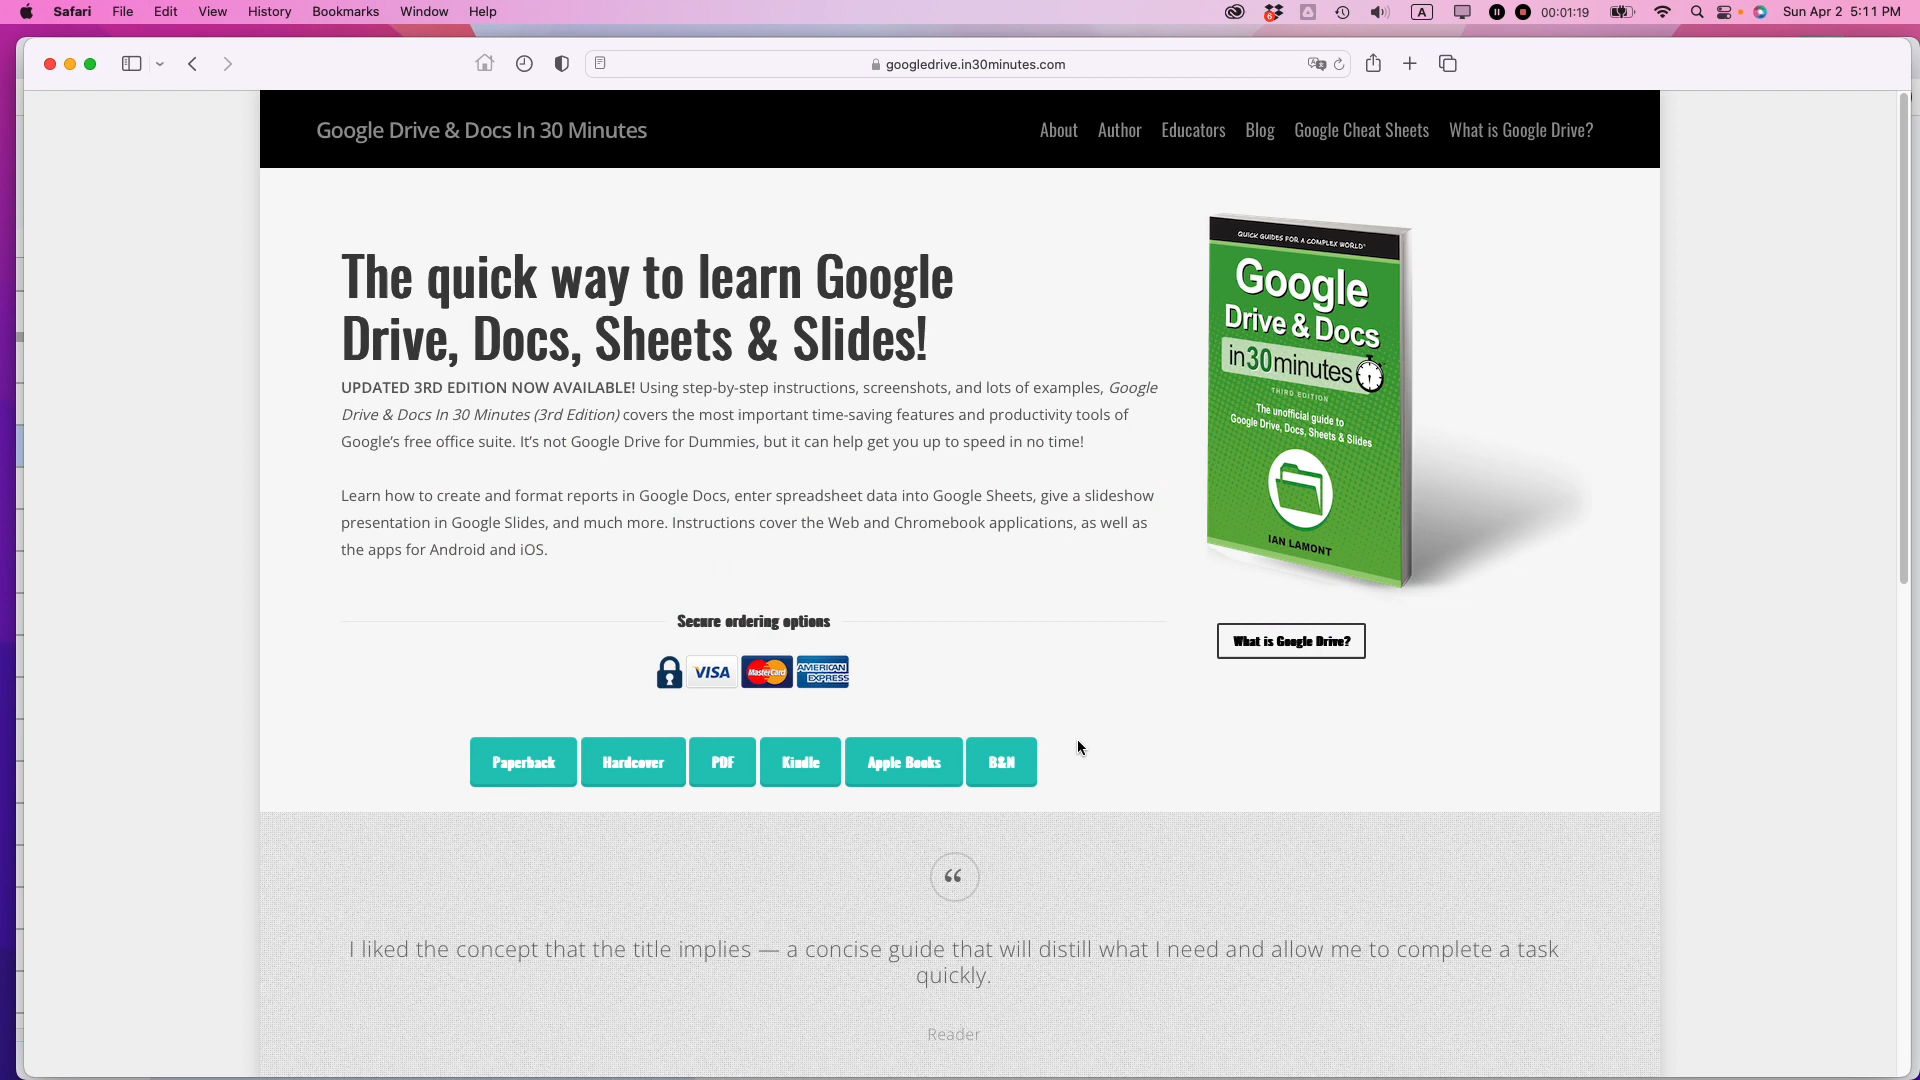 Safari File Edit View History Bookmarks Window Help
6 A 00:01:19 Sun Apr 2 5:11 PM
googledrive.in30minutes.com
Google Drive & Docs In 30 Minutes
About Author Educators Blog Google Cheat Sheets What is Google Drive?
The quick way to learn Google
Drive, Docs, Sheets & Slides!
UPDATED 3RD EDITION NOW AVAILABLE! Using step-by-step instructions, screenshots, and lots of examples, Google
Drive & Docs In 30 Minutes (3rd Edition) covers the most important time-saving features and productivity tools of
Google’s free office suite. It’s not Google Drive for Dummies, but it can help get you up to speed in no time!
Learn how to create and format reports in Google Docs, enter spreadsheet data into Google Sheets, give a slideshow
presentation in Google Slides, and much more. Instructions cover the Web and Chromebook applications, as well as
the apps for Android and iOS.
QUICK GUIDES FOR A COMPLEX WORLD®
Google
Drive & Docs
in 30 minutes
THIRD EDITION
The unofficial guide to
Google Drive, Docs, Sheets & Slides
IAN LAMONT
Secure ordering options
What is Google Drive?
VISA MasterCard AMERICAN EXPRESS
Paperback Hardcover PDF Kindle Apple Books B&N
“
I liked the concept that the title implies — a concise guide that will distill what I need and allow me to complete a task
quickly.
Reader